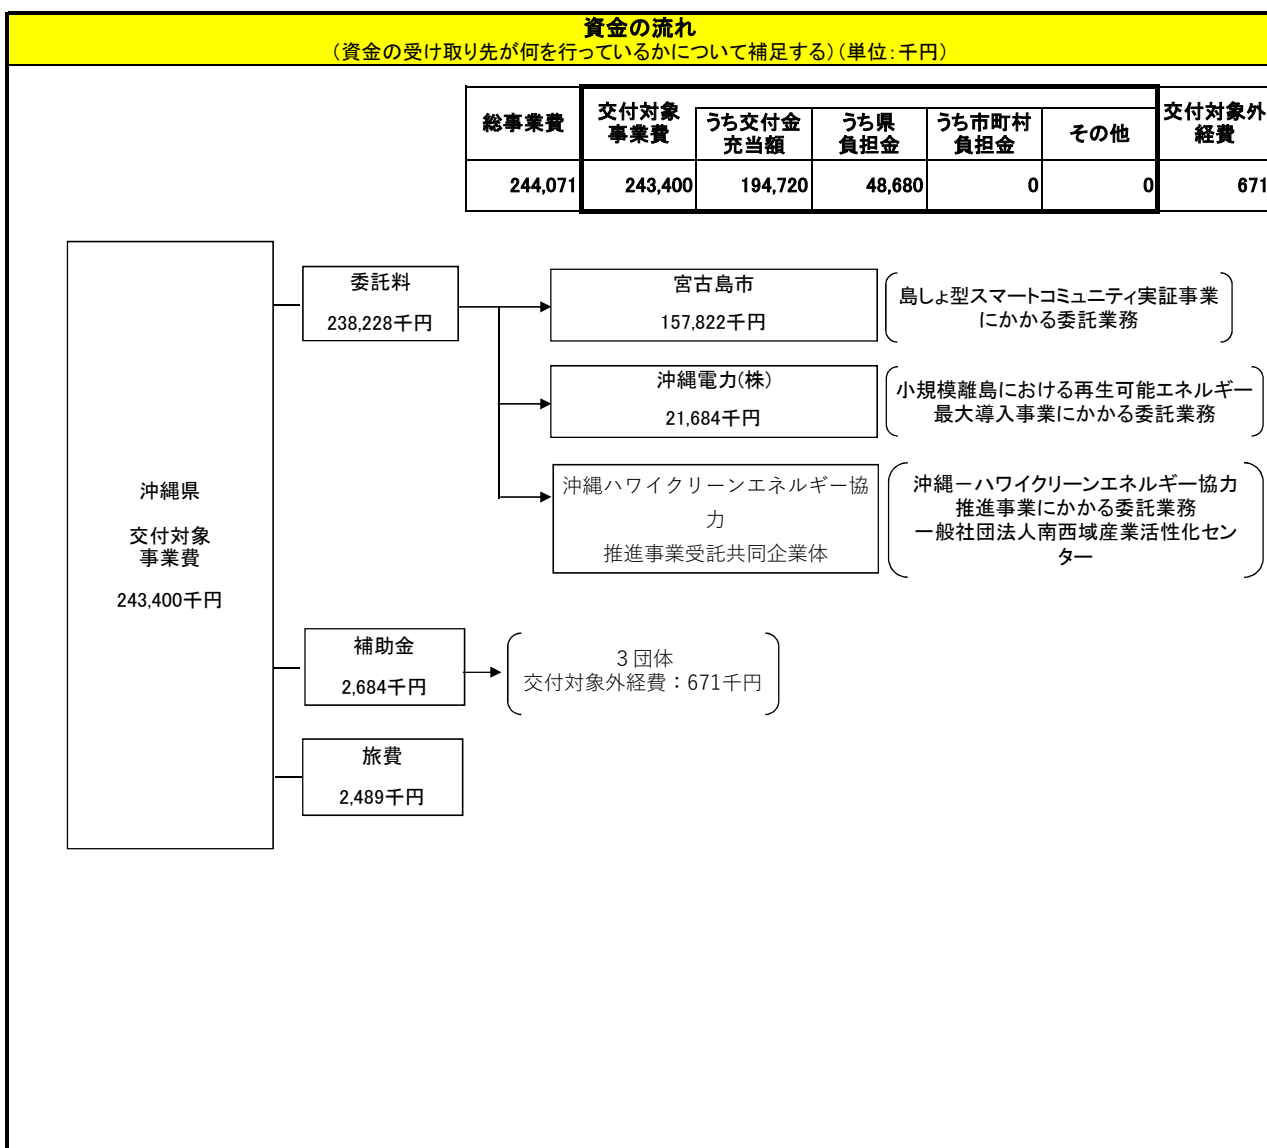 資金の流れ
(資金の受け取り先が何を行っているかについて補足する)(単位:千円)
総事業費
交付対象
事業費
うち交付金
充当額
うち県
負担金
うち市町村
負担金
その他
交付対象外
経費
244,071
243,400
194,720
48,680
0
0
671
沖縄県
交付対象
事業費
243,400千円
委託料
238,228千円
宮古島市
157,822千円
島しょ型スマートコミュニティ実証事業
にかかる委託業務
沖縄電力(株)
21,684千円
小規模離島における再生可能エネルギー
最大導入事業にかかる委託業務
沖縄ハワイクリーンエネルギー協
力
推進事業受託共同企業体
沖縄－ハワイクリーンエネルギー協力
推進事業にかかる委託業務
一般社団法人南西域産業活性化セン
ター
補助金
2,684千円
3団体
交付対象外経費：671千円
旅費
2,489千円